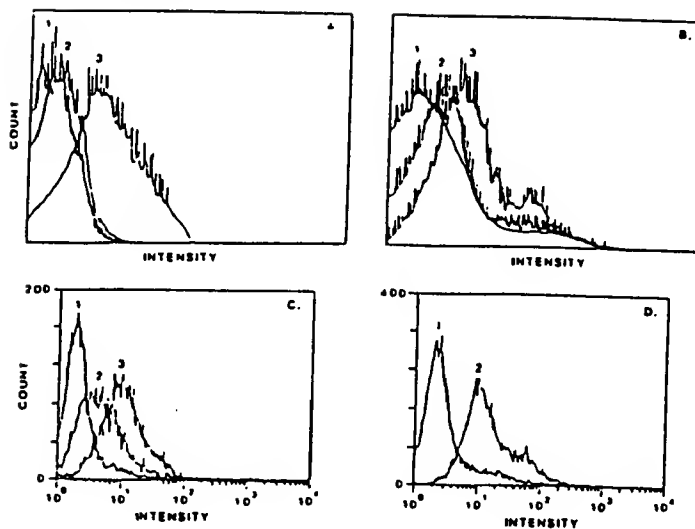 1 2 3 A.
COUNT
INTENSITY
1 2 3 B.
INTENSITY
200
1 2 3 C.
COUNT
0
10⁰ 10¹ 10² 10³ 10⁴
INTENSITY
400
1 2 D.
0
10⁰ 10¹ 10² 10³ 10⁴
INTENSITY